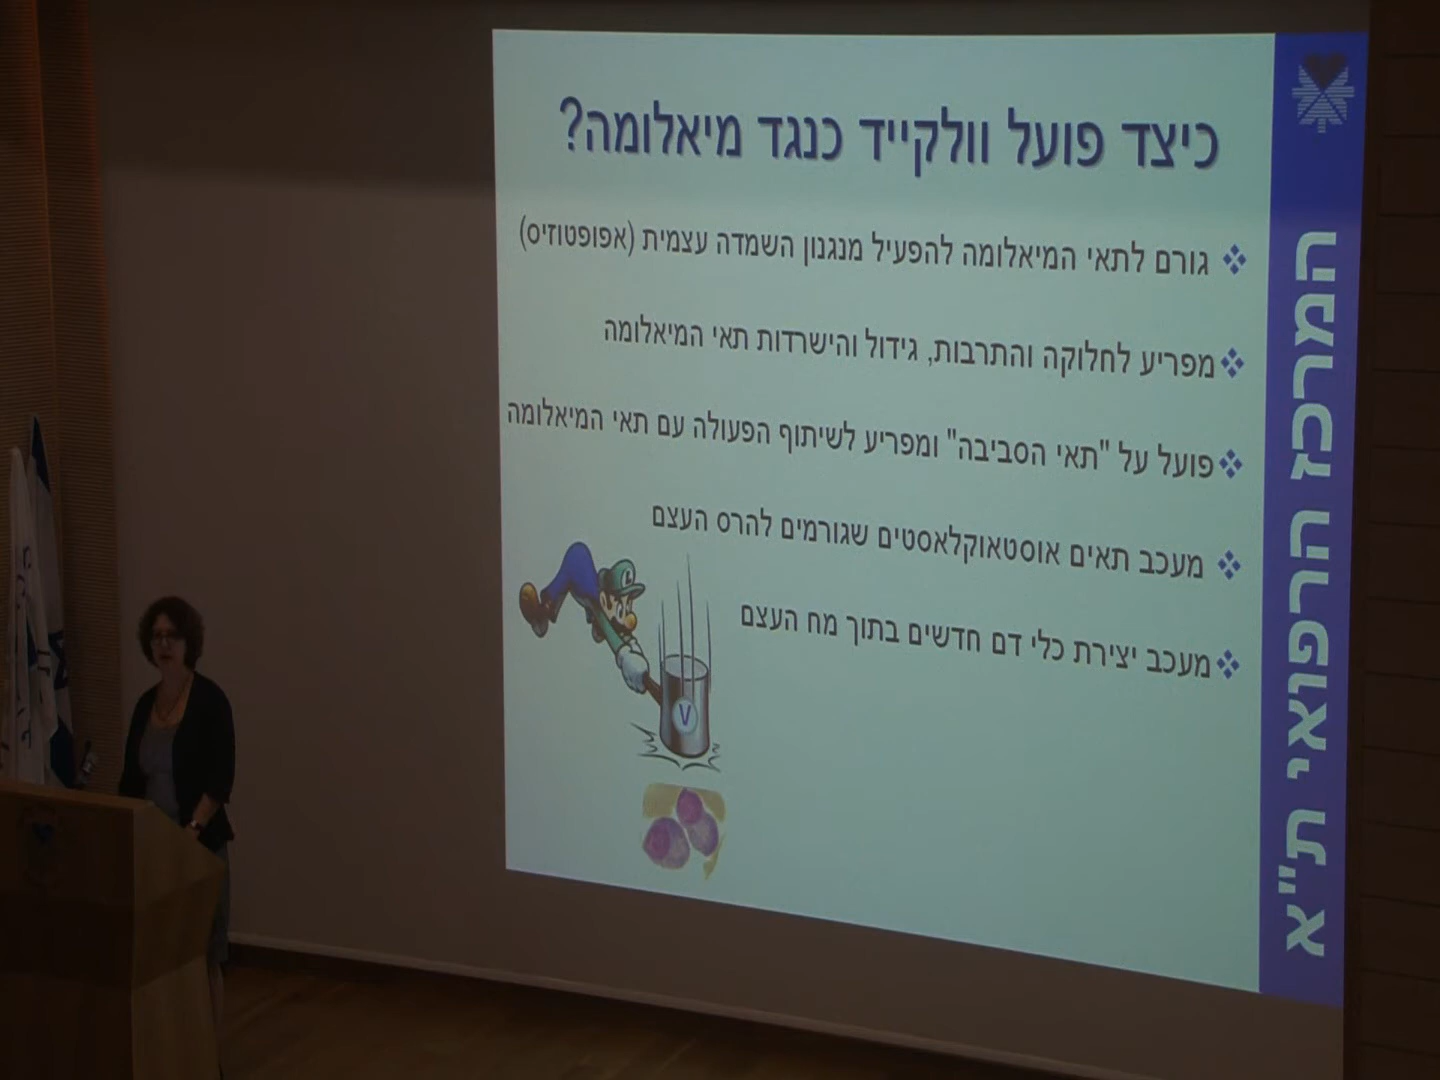 כיצד פועל וולקייד כנגד מיאלומה?
גורם לתאי המיאלומה להפעיל מנגנון השמדה עצמית (אפופטוזיס)
מפריע לחלוקה והתרבות, גידול והישרדות תאי המיאלומה
פועל על "תאי הסביבה" ומפריע לשיתוף הפעולה עם תאי המיאלומה
מעכב תאים אוסטאוקלאסטים שגורמים להרס העצם
מעכב יצירת כלי דם חדשים בתוך מח העצם
L
V
המרכז הרפואי ת"א